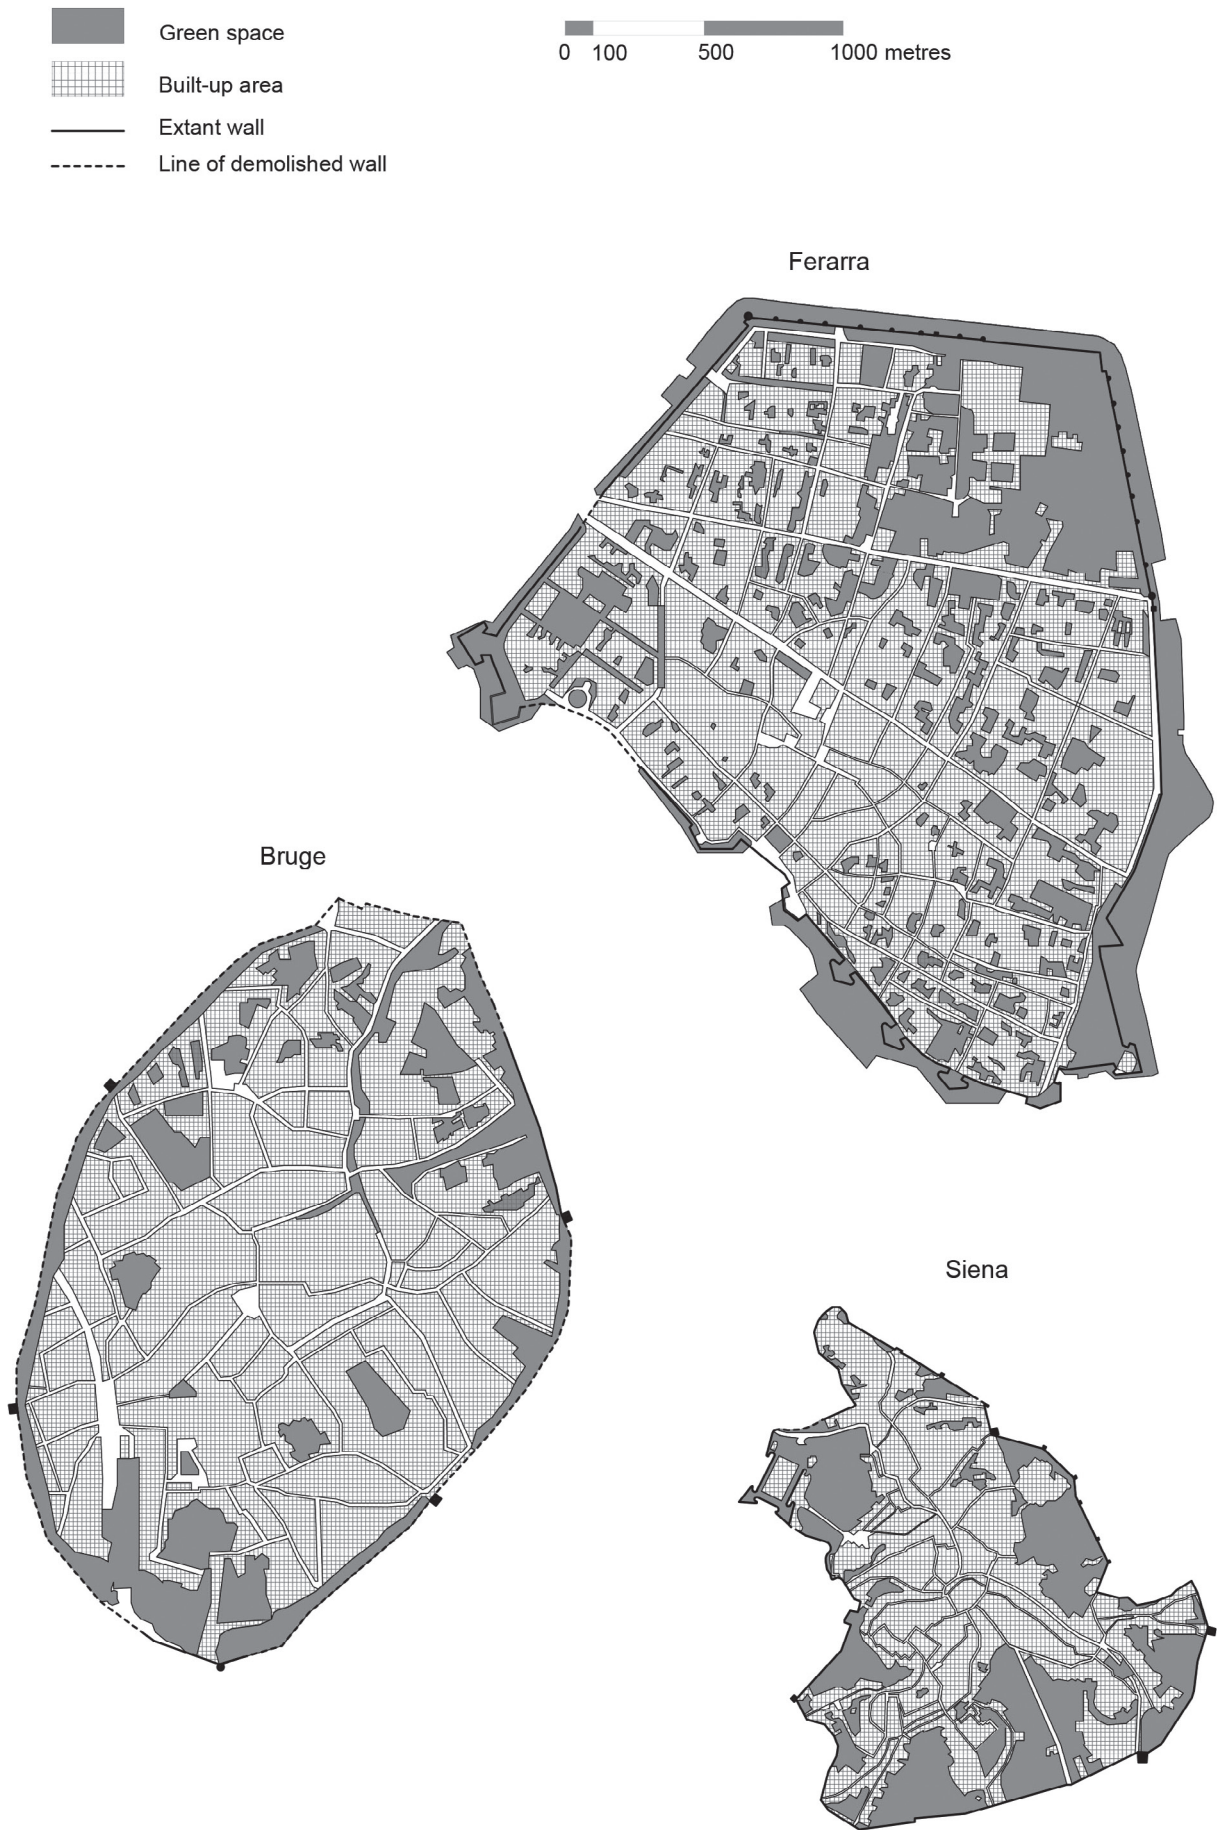 Green space
Built-up area
Extant wall
Line of demolished wall
0 100 500 1000 metres
Ferarra
Bruge
Siena